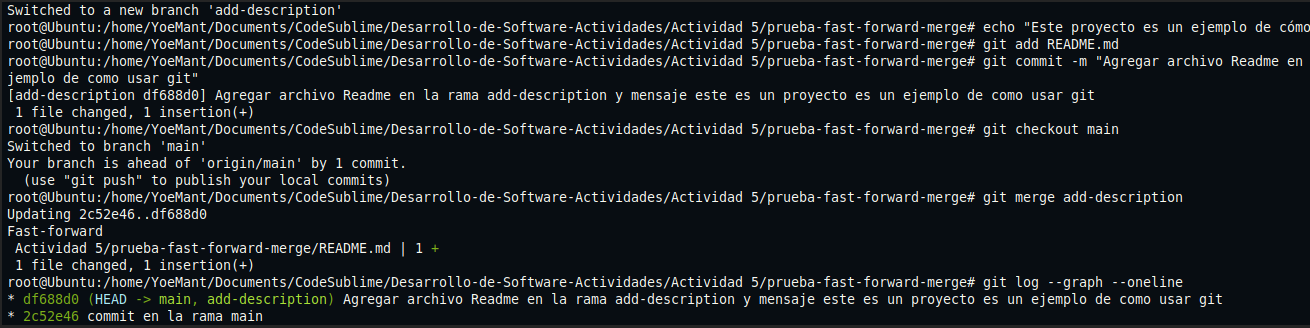 Switched to a new branch 'add-description'
root@Ubuntu:/home/YoeMant/Documents/CodeSublime/Desarrollo-de-Software-Actividades/Actividad 5/prueba-fast-forward-merge# echo "Este proyecto es un ejemplo de cómo
root@Ubuntu:/home/YoeMant/Documents/CodeSublime/Desarrollo-de-Software-Actividades/Actividad 5/prueba-fast-forward-merge# git add README.md
root@Ubuntu:/home/YoeMant/Documents/CodeSublime/Desarrollo-de-Software-Actividades/Actividad 5/prueba-fast-forward-merge# git commit -m "Agregar archivo Readme en
jemplo de como usar git"
[add-description df688d0] Agregar archivo Readme en la rama add-description y mensaje este es un proyecto es un ejemplo de como usar git
 1 file changed, 1 insertion(+)
root@Ubuntu:/home/YoeMant/Documents/CodeSublime/Desarrollo-de-Software-Actividades/Actividad 5/prueba-fast-forward-merge# git checkout main
Switched to branch 'main'
Your branch is ahead of 'origin/main' by 1 commit.
  (use "git push" to publish your local commits)
root@Ubuntu:/home/YoeMant/Documents/CodeSublime/Desarrollo-de-Software-Actividades/Actividad 5/prueba-fast-forward-merge# git merge add-description
Updating 2c52e46..df688d0
Fast-forward
 Actividad 5/prueba-fast-forward-merge/README.md | 1 +
 1 file changed, 1 insertion(+)
root@Ubuntu:/home/YoeMant/Documents/CodeSublime/Desarrollo-de-Software-Actividades/Actividad 5/prueba-fast-forward-merge# git log --graph --oneline
* df688d0 (HEAD -> main, add-description) Agregar archivo Readme en la rama add-description y mensaje este es un proyecto es un ejemplo de como usar git
* 2c52e46 commit en la rama main